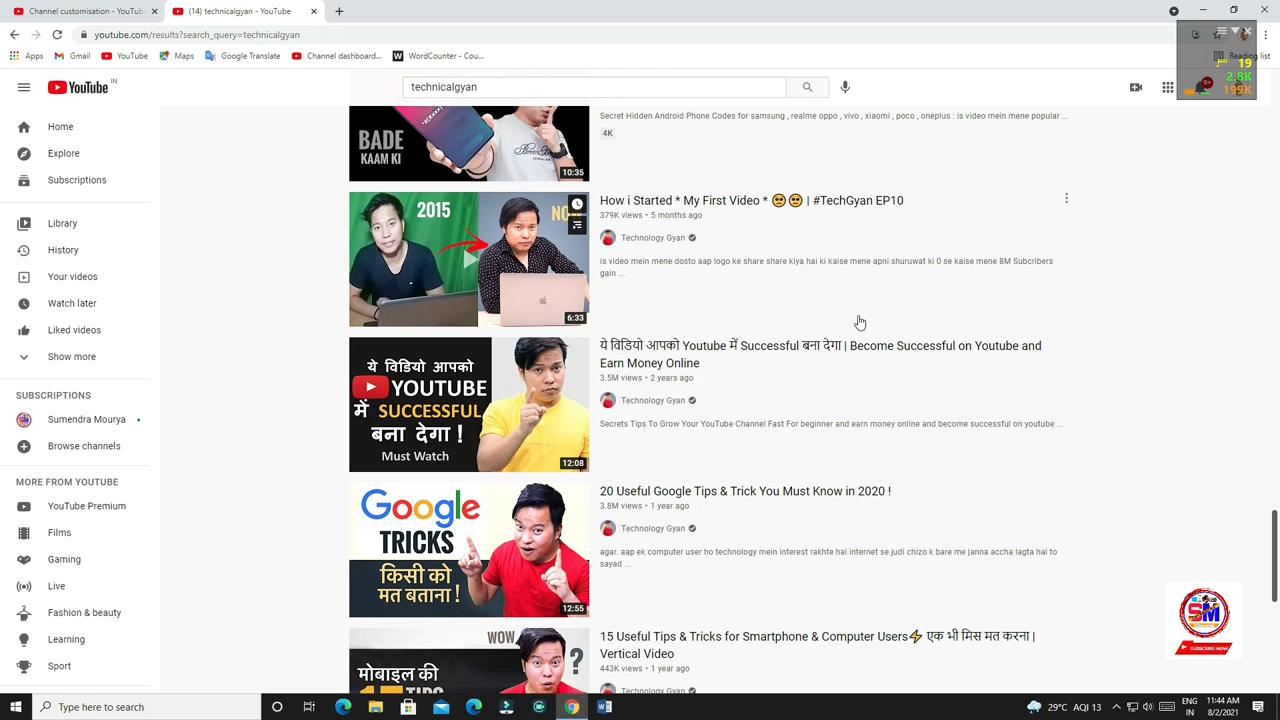 Channel customisation - YouTube
(14) technicalgyan - YouTube
youtube.com/results?search_query=technicalgyan
Apps
Gmail
YouTube
Maps
Google Translate
Channel dashboard...
WordCounter - Cou...
Reading list
19
2.8K
199K
YouTube IN
technicalgyan
9+
Home
Explore
Subscriptions
Library
History
Your videos
Watch later
Liked videos
Show more
SUBSCRIPTIONS
Sumendra Mourya
Browse channels
MORE FROM YOUTUBE
YouTube Premium
Films
Gaming
Live
Fashion & beauty
Learning
Sport
BADE
KAAM KI
10:35
Secret Hidden Android Phone Codes for samsung , realme oppo , vivo , xiaomi , poco , oneplus : is video mein mene popular ...
4K
2015
6:33
How i Started * My First Video * 🥺🥺 | #TechGyan EP10
379K views • 5 months ago
Technology Gyan
is video mein mene dosto aap logo ke share share kiya hai ki kaise mene apni shuruwat ki 0 se kaise mene 8M Subcribers
gain ...
ये विडियो आपको
YOUTUBE
में SUCCESSFUL
बना देगा !
Must Watch
12:08
ये विडियो आपको Youtube में Successful बना देगा | Become Successful on Youtube and
Earn Money Online
3.5M views • 2 years ago
Technology Gyan
Secrets Tips To Grow Your YouTube Channel Fast For beginner and earn money online and become successful on youtube ...
Google
TRICKS
किसी को
मत बताना !
12:55
20 Useful Google Tips & Trick You Must Know in 2020 !
3.8M views • 1 year ago
Technology Gyan
agar. aap ek computer user ho technology mein interest rakhte hai internet se judi chizo k bare me janna accha lagta hai to
sayad ...
WOW
?
मोबाइल की
15 Useful Tips & Tricks for Smartphone & Computer Users⚡ एक भी मिस मत करना |
Vertical Video
443K views • 1 year ago
Technology Gyan
SM
SUBSCRIBE NOW
Type here to search
29°C AQI 13
ENG
IN
11:44 AM
8/2/2021